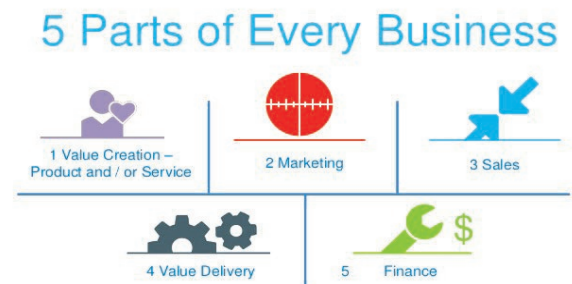 5 Parts of Every Business
1 Value Creation –
Product and / or Service
2 Marketing
3 Sales
4 Value Delivery
5 Finance
$